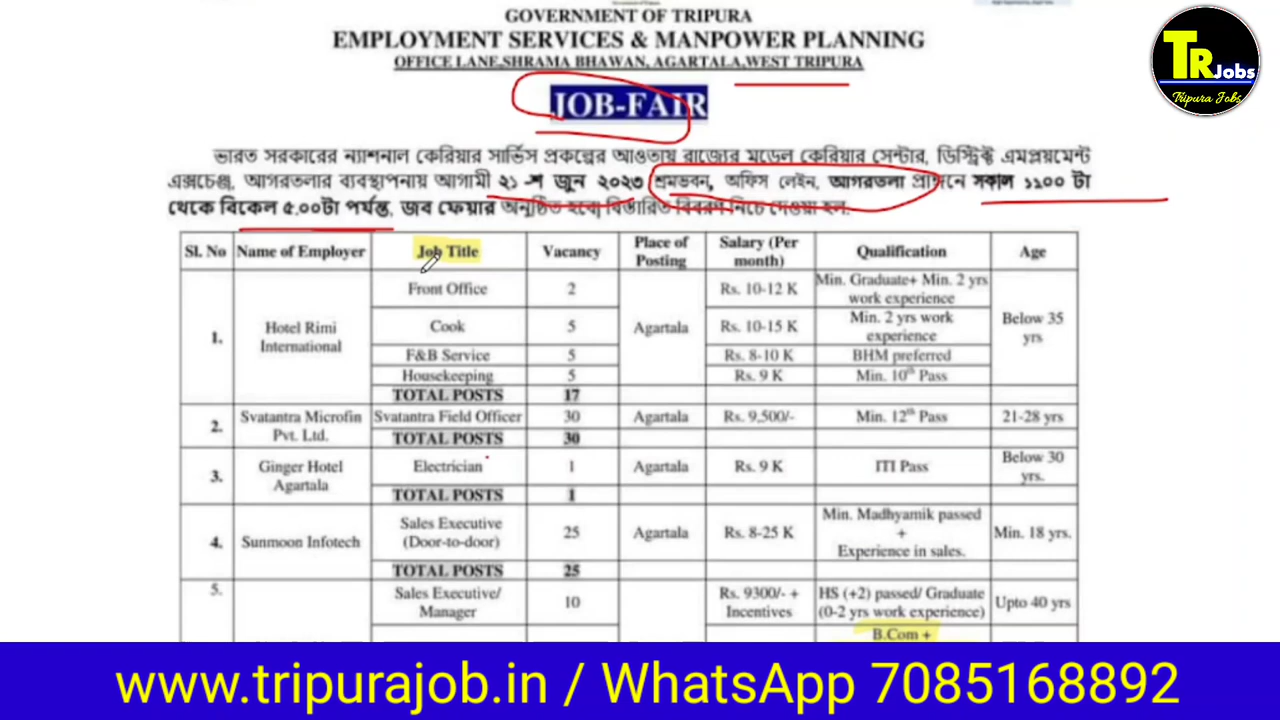 GOVERNMENT OF TRIPURA
EMPLOYMENT SERVICES & MANPOWER PLANNING
OFFICE LANE,SHRAMA BHAWAN, AGARTALA,WEST TRIPURA
TR Jobs
Tripura Jobs
JOB-FAIR
ভারত সরকারের ন্যাশনাল কেরিয়ার সার্ভিস প্রকল্পের আওতায় রাজ্যের মডেল কেরিয়ার সেন্টার, ডিস্ট্রিক্ট এমপ্লয়মেন্ট
এক্সচেঞ্জ, আগরতলার ব্যবস্থাপনায় আগামী ২১-শ জুন ২০২৩ শ্রমভবন, অফিস লেইন, আগরতলা প্রাঙ্গনে সকাল ১১০০ টা
থেকে বিকেল ৫.০০টা পর্যন্ত, জব ফেয়ার অনুষ্ঠিত হবে। বিস্তারিত বিবরণ নিচে দেওয়া হল.
Sl. No Name of Employer Job Title Vacancy Place of Posting Salary (Per month) Qualification Age
1. Hotel Rimi International Front Office 2 Agartala Rs. 10-12 K Min. Graduate+ Min. 2 yrs work experience Below 35 yrs
Cook 5 Rs. 10-15 K Min. 2 yrs work experience
F&B Service 5 Rs. 8-10 K BHM preferred
Housekeeping 5 Rs. 9 K Min. 10th Pass
TOTAL POSTS 17
2. Svatantra Microfin Pvt. Ltd. Svatantra Field Officer 30 Agartala Rs. 9,500/- Min. 12th Pass 21-28 yrs
TOTAL POSTS 30
3. Ginger Hotel Agartala Electrician 1 Agartala Rs. 9 K ITI Pass Below 30 yrs.
TOTAL POSTS 1
4. Sunmoon Infotech Sales Executive (Door-to-door) 25 Agartala Rs. 8-25 K Min. Madhyamik passed + Experience in sales. Min. 18 yrs.
TOTAL POSTS 25
5. Sales Executive/ Manager 10 Rs. 9300/- + Incentives HS (+2) passed/ Graduate (0-2 yrs work experience) Upto 40 yrs
B.Com +
www.tripurajob.in / WhatsApp 7085168892